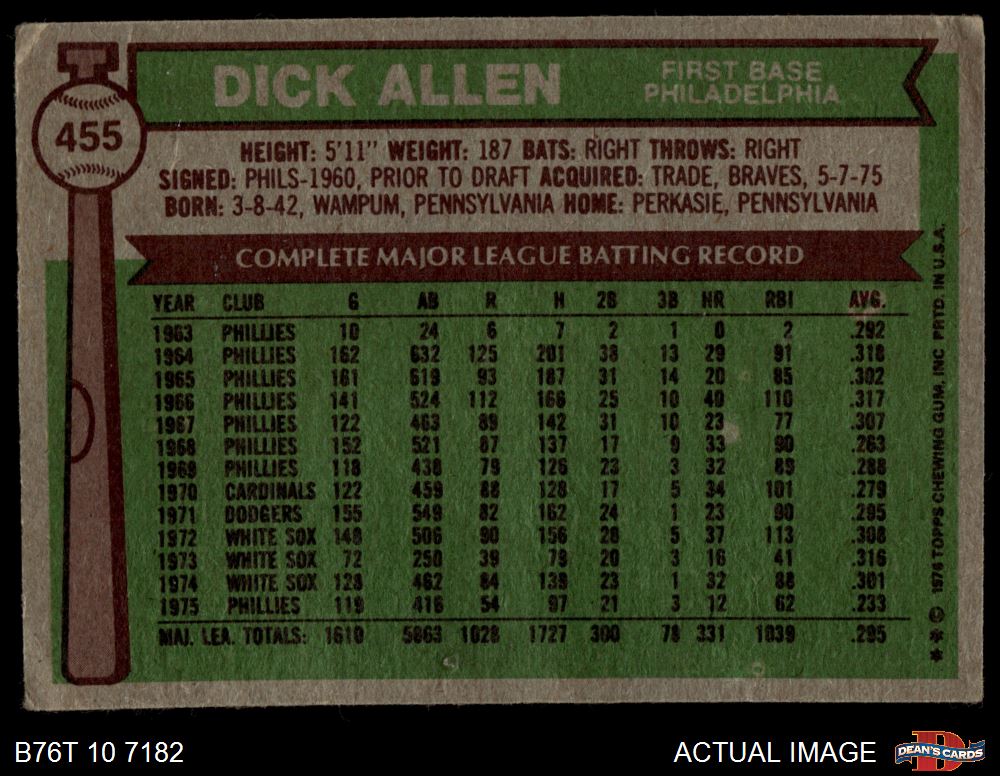 DICK ALLEN
FIRST BASE
PHILADELPHIA
455
HEIGHT: 5'11" WEIGHT: 187 BATS: RIGHT THROWS: RIGHT
SIGNED: PHILS-1960, PRIOR TO DRAFT ACQUIRED: TRADE, BRAVES, 5-7-75
BORN: 3-8-42, WAMPUM, PENNSYLVANIA HOME: PERKASIE, PENNSYLVANIA
COMPLETE MAJOR LEAGUE BATTING RECORD
YEAR CLUB G AB R H 2B 3B HR RBI AVG.
1963 PHILLIES 10 24 6 7 2 1 0 2 .292
1964 PHILLIES 162 632 125 201 38 13 29 91 .318
1965 PHILLIES 161 619 93 187 31 14 20 85 .302
1966 PHILLIES 141 524 112 166 25 10 40 110 .317
1967 PHILLIES 122 463 89 142 31 10 23 77 .307
1968 PHILLIES 152 521 87 137 17 9 33 90 .263
1969 PHILLIES 118 438 79 126 23 3 32 89 .288
1970 CARDINALS 122 459 88 128 17 5 34 101 .279
1971 DODGERS 155 549 82 162 24 1 23 90 .295
1972 WHITE SOX 148 506 90 156 28 5 37 113 .308
1973 WHITE SOX 72 250 39 79 20 3 16 41 .316
1974 WHITE SOX 128 462 84 139 23 1 32 88 .301
1975 PHILLIES 119 416 54 97 21 3 12 62 .233
MAJ. LEA. TOTALS: 1610 5863 1028 1727 300 78 331 1039 .295
*** © 1976 TOPPS CHEWING GUM, INC PRTD. IN U.S.A.
B76T 10 7182
ACTUAL IMAGE
D
DEAN'S CARDS